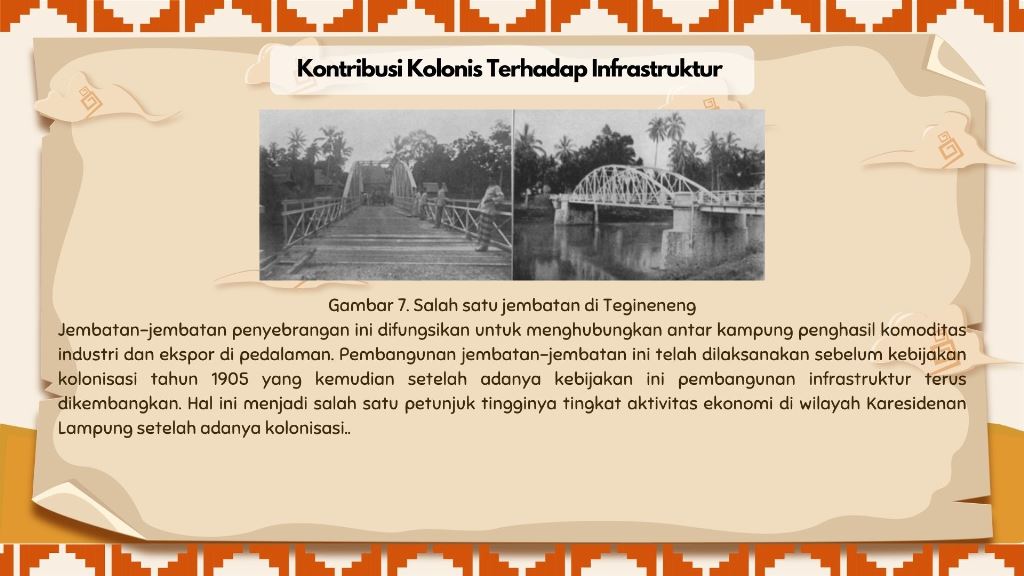 Kontribusi Kolonis Terhadap Infrastruktur
Gambar 7. Salah satu jembatan di Tegineneng
Jembatan-jembatan penyebrangan ini difungsikan untuk menghubungkan antar kampung penghasil komoditas
industri dan ekspor di pedalaman. Pembangunan jembatan-jembatan ini telah dilaksanakan sebelum kebijakan
kolonisasi tahun 1905 yang kemudian setelah adanya kebijakan ini pembangunan infrastruktur terus
dikembangkan. Hal ini menjadi salah satu petunjuk tingginya tingkat aktivitas ekonomi di wilayah Karesidenan
Lampung setelah adanya kolonisasi..